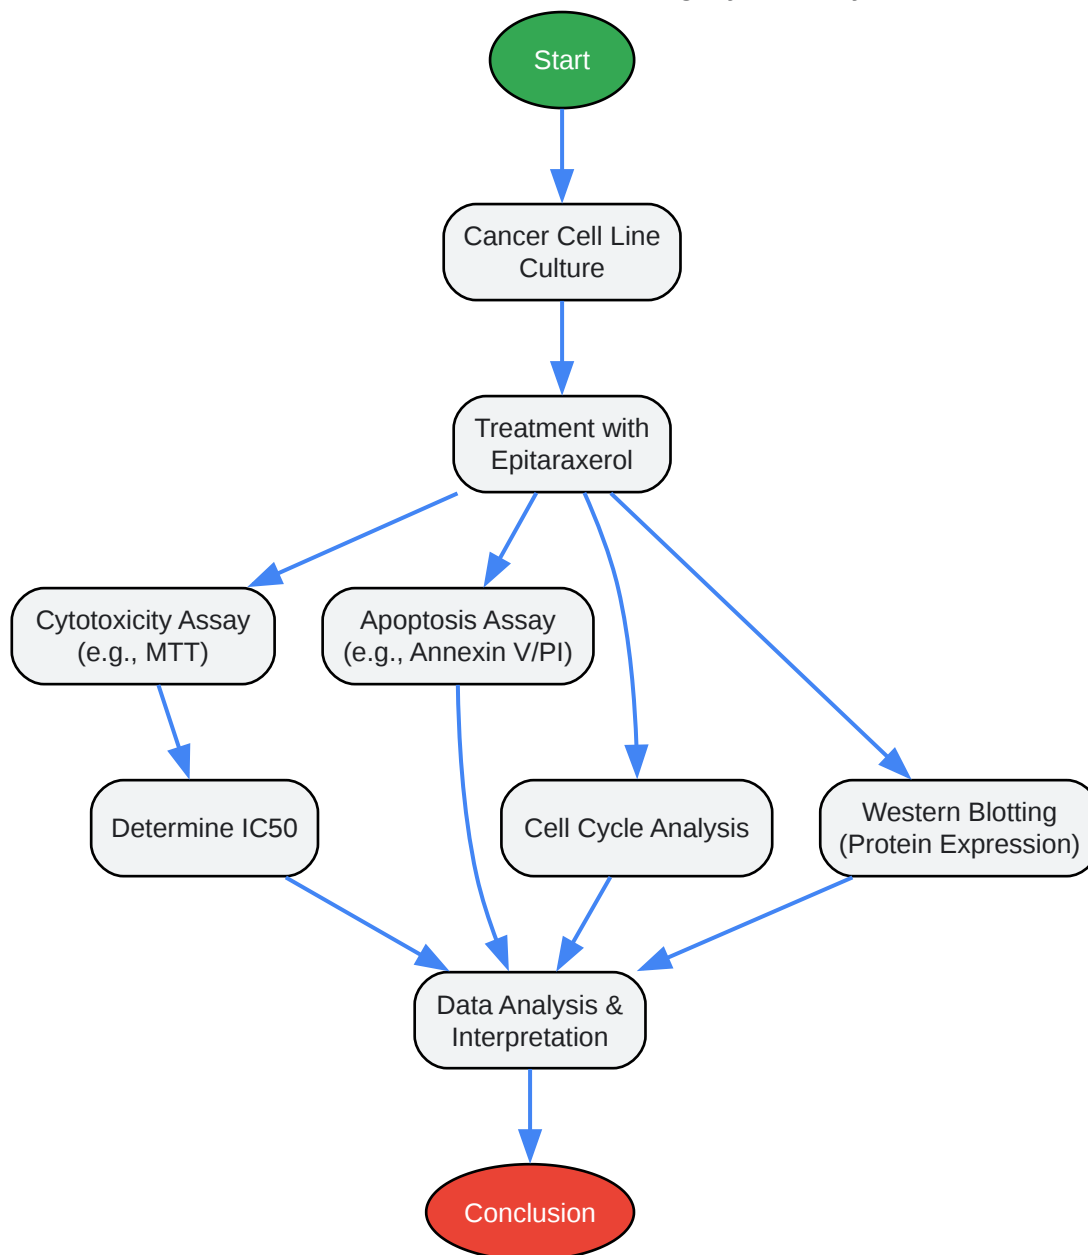 Start
Cancer Cell Line
Culture
Treatment with
Epitaraxerol
Cytotoxicity Assay
(e.g., MTT)
Apoptosis Assay
(e.g., Annexin V/PI)
Determine IC50
Cell Cycle Analysis
Western Blotting
(Protein Expression)
Data Analysis &
Interpretation
Conclusion